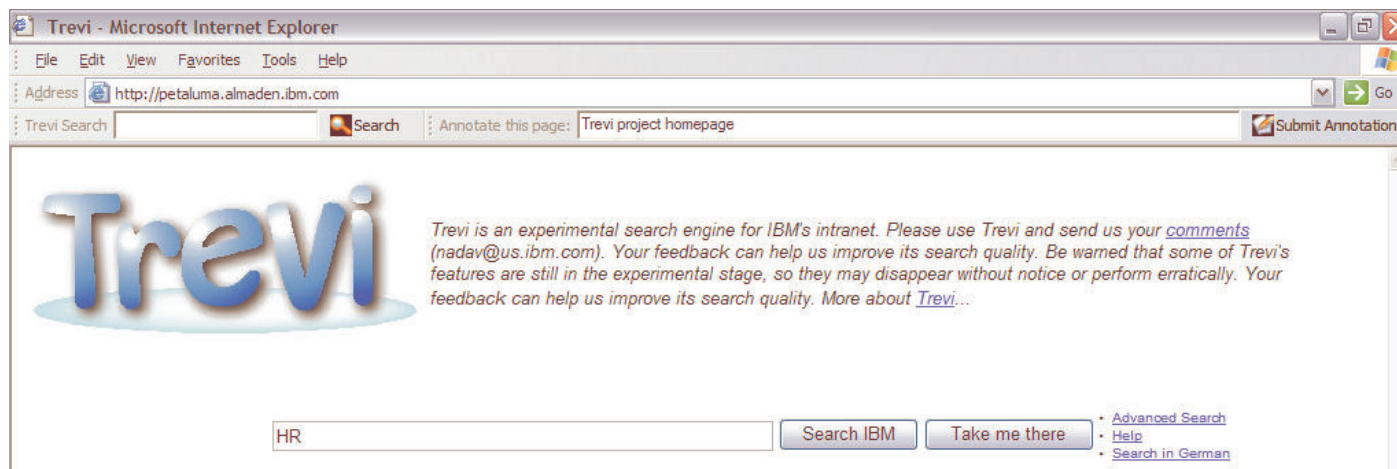 Trevi - Microsoft Internet Explorer
File Edit View Favorites Tools Help
Address http://petaluma.almaden.ibm.com Go
Trevi Search Search Annotate this page: Trevi project homepage Submit Annotation
Trevi
Trevi is an experimental search engine for IBM's intranet. Please use Trevi and send us your comments
(nadav@us.ibm.com). Your feedback can help us improve its search quality. Be warned that some of Trevi's
features are still in the experimental stage, so they may disappear without notice or perform erratically. Your
feedback can help us improve its search quality. More about Trevi...
HR Search IBM Take me there
• Advanced Search
• Help
• Search in German